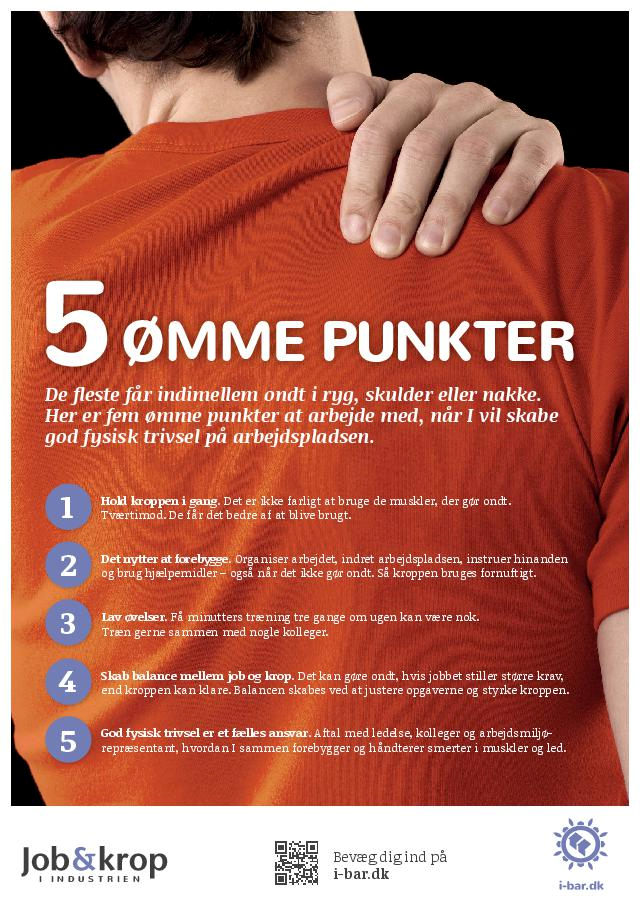 5 ØMME PUNKTER
De fleste får indimellem ondt i ryg, skulder eller nakke.
Her er fem ømme punkter at arbejde med, når I vil skabe
god fysisk trivsel på arbejdspladsen.
1 Hold kroppen i gang. Det er ikke farligt at bruge de muskler, der gør ondt.
Tværtimod. De får det bedre af at blive brugt.
2 Det nytter at forebygge. Organiser arbejdet, indret arbejdspladsen, instruer hinanden
og brug hjælpemidler – også når det ikke gør ondt. Så kroppen bruges fornuftigt.
3 Lav øvelser. Få minutters træning tre gange om ugen kan være nok.
Træn gerne sammen med nogle kolleger.
4 Skab balance mellem job og krop. Det kan gøre ondt, hvis jobbet stiller større krav,
end kroppen kan klare. Balancen skabes ved at justere opgaverne og styrke kroppen.
5 God fysisk trivsel er et fælles ansvar. Aftal med ledelse, kolleger og arbejdsmiljø-
repræsentant, hvordan I sammen forebygger og håndterer smerter i muskler og led.
Job&krop
I INDUSTRIEN
Bevæg dig ind på
i-bar.dk
i-bar.dk